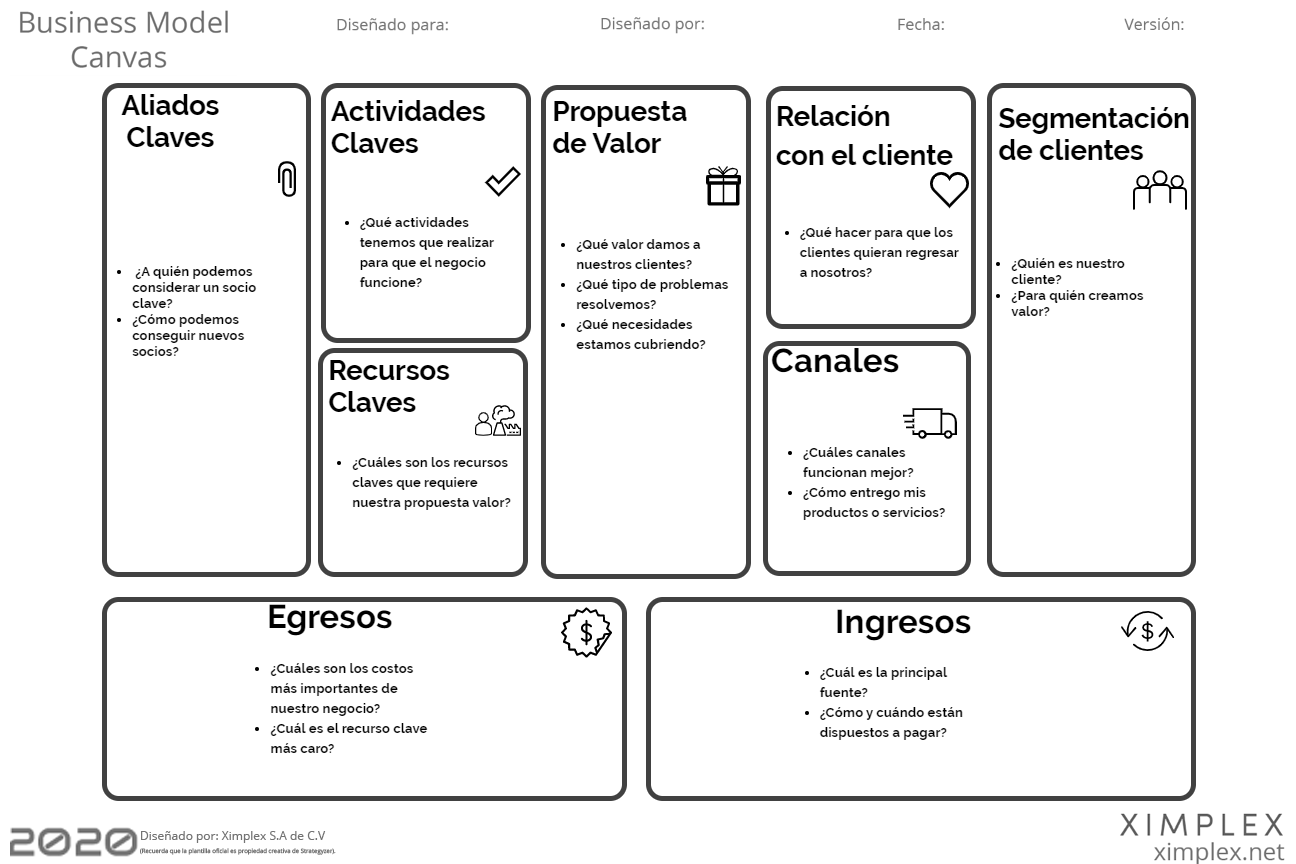 Business Model
Canvas
Diseñado para:
Diseñado por:
Fecha:
Versión:
Aliados
Claves
¿A quién podemos
considerar un socio
clave?
¿Cómo podemos
conseguir nuevos
socios?
Actividades
Claves
¿Qué actividades
tenemos que realizar
para que el negocio
funcione?
Recursos
Claves
¿Cuáles son los recursos
claves que requiere
nuestra propuesta valor?
Propuesta
de Valor
¿Qué valor damos a
nuestros clientes?
¿Qué tipo de problemas
resolvemos?
¿Qué necesidades
estamos cubriendo?
Relación
con el cliente
¿Qué hacer para que los
clientes quieran regresar
a nosotros?
Canales
¿Cuáles canales
funcionan mejor?
¿Cómo entrego mis
productos o servicios?
Segmentación
de clientes
¿Quién es nuestro
cliente?
¿Para quién creamos
valor?
Egresos
$
¿Cuáles son los costos
más importantes de
nuestro negocio?
¿Cuál es el recurso clave
más caro?
Ingresos
$
¿Cuál es la principal
fuente?
¿Cómo y cuándo están
dispuestos a pagar?
2020
Diseñado por: Ximplex S.A de C.V
(Recuerda que la plantilla oficial es propiedad creativa de Strategyzer).
XIMPLEX
ximplex.net